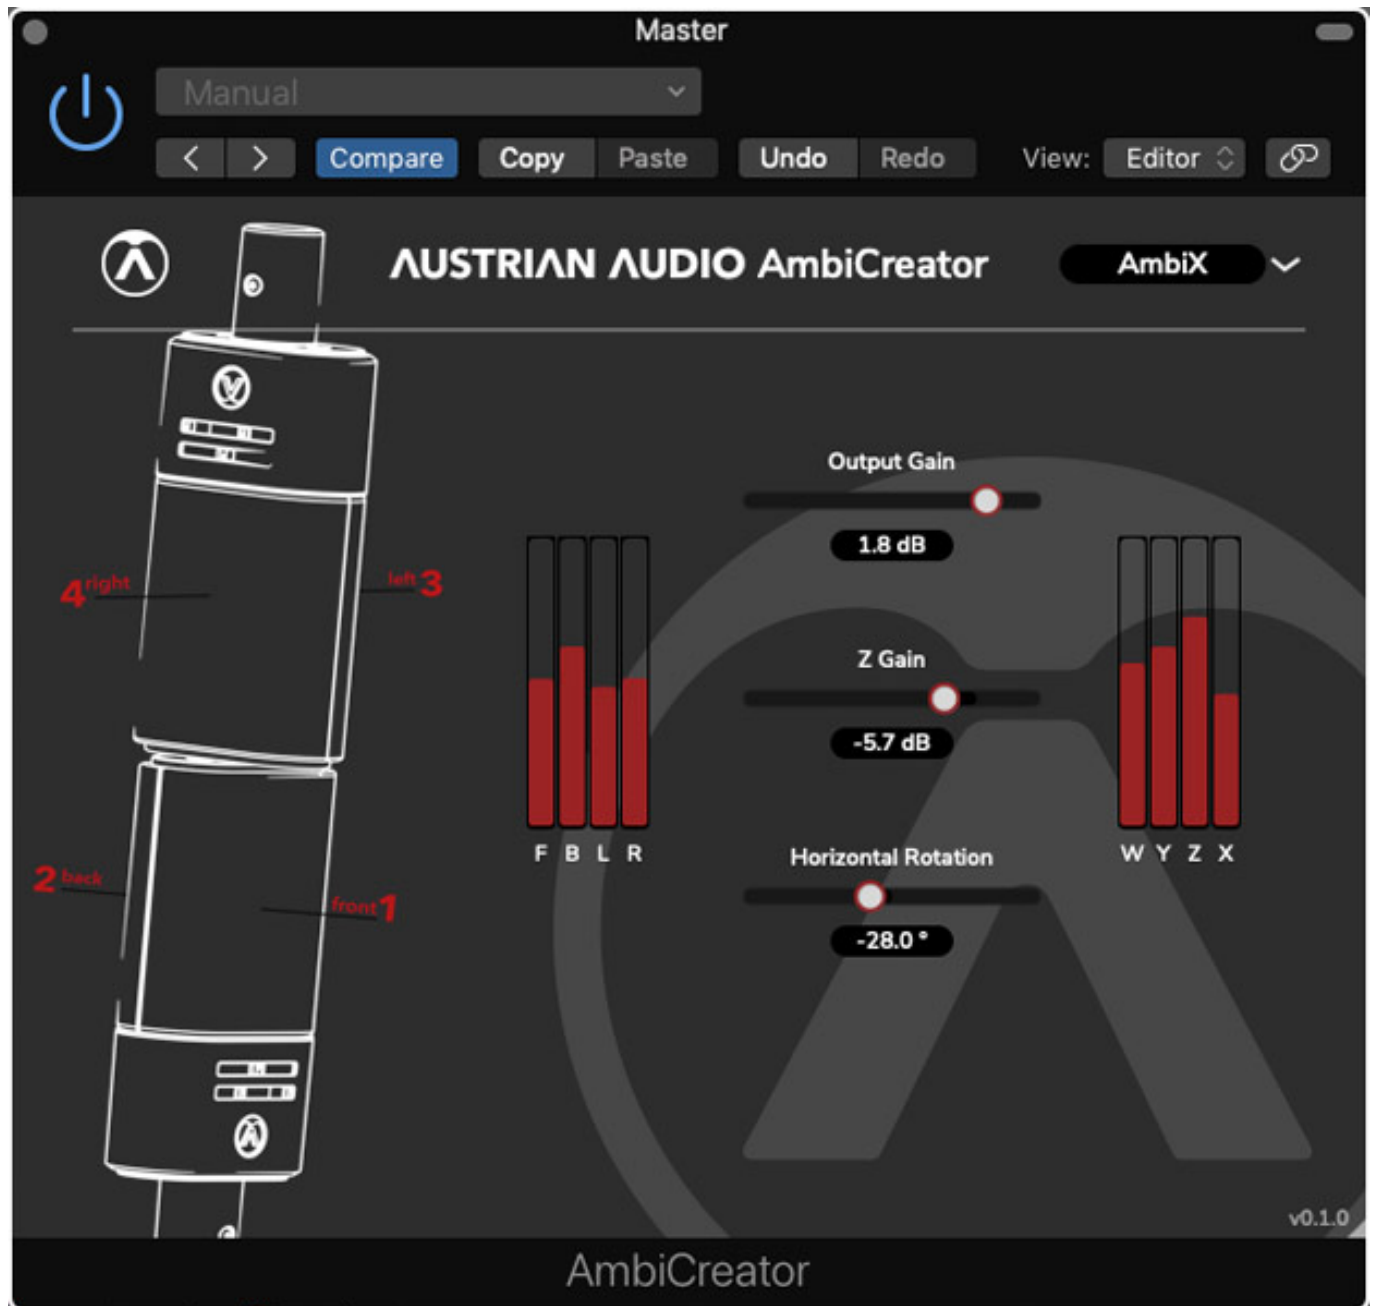 Master
Manual
Compare Copy Paste Undo Redo View: Editor
AUSTRIAN AUDIO AmbiCreator AmbiX
Output Gain
1.8 dB
4 right left 3
Z Gain
-5.7 dB
F B L R
W Y Z X
Horizontal Rotation
2 back front 1
-28.0 °
v0.1.0
AmbiCreator